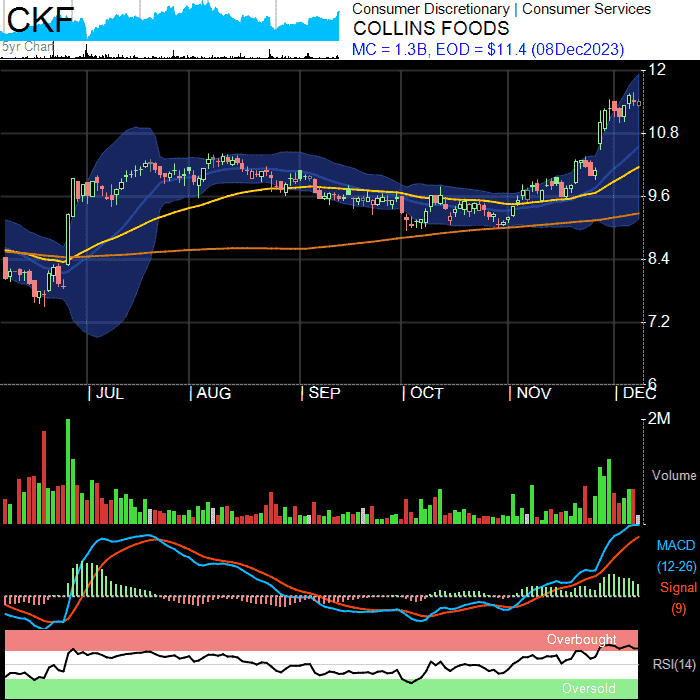 CKF
5yr Chart
Consumer Discretionary | Consumer Services
COLLINS FOODS
MC = 1.3B, EOD = $11.4 (08Dec2023)
12
10.8
9.6
8.4
7.2
6
| JUL | AUG | SEP | OCT | NOV | DEC
2M
Volume
MACD
(12-26)
Signal
(9)
Overbought
RSI(14)
Oversold